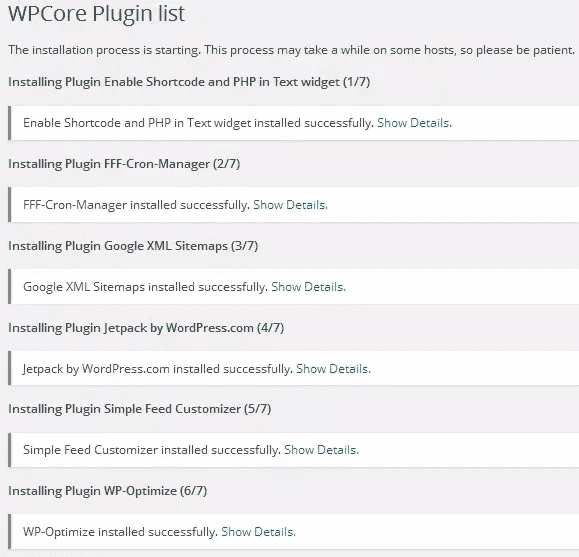 WPCore Plugin list
The installation process is starting. This process may take a while on some hosts, so please be patient.
Installing Plugin Enable Shortcode and PHP in Text widget (1/7)
Enable Shortcode and PHP in Text widget installed successfully. Show Details.
Installing Plugin FFF-Cron-Manager (2/7)
FFF-Cron-Manager installed successfully. Show Details.
Installing Plugin Google XML Sitemaps (3/7)
Google XML Sitemaps installed successfully. Show Details.
Installing Plugin Jetpack by WordPress.com (4/7)
Jetpack by WordPress.com installed successfully. Show Details.
Installing Plugin Simple Feed Customizer (5/7)
Simple Feed Customizer installed successfully. Show Details.
Installing Plugin WP-Optimize (6/7)
WP-Optimize installed successfully. Show Details.